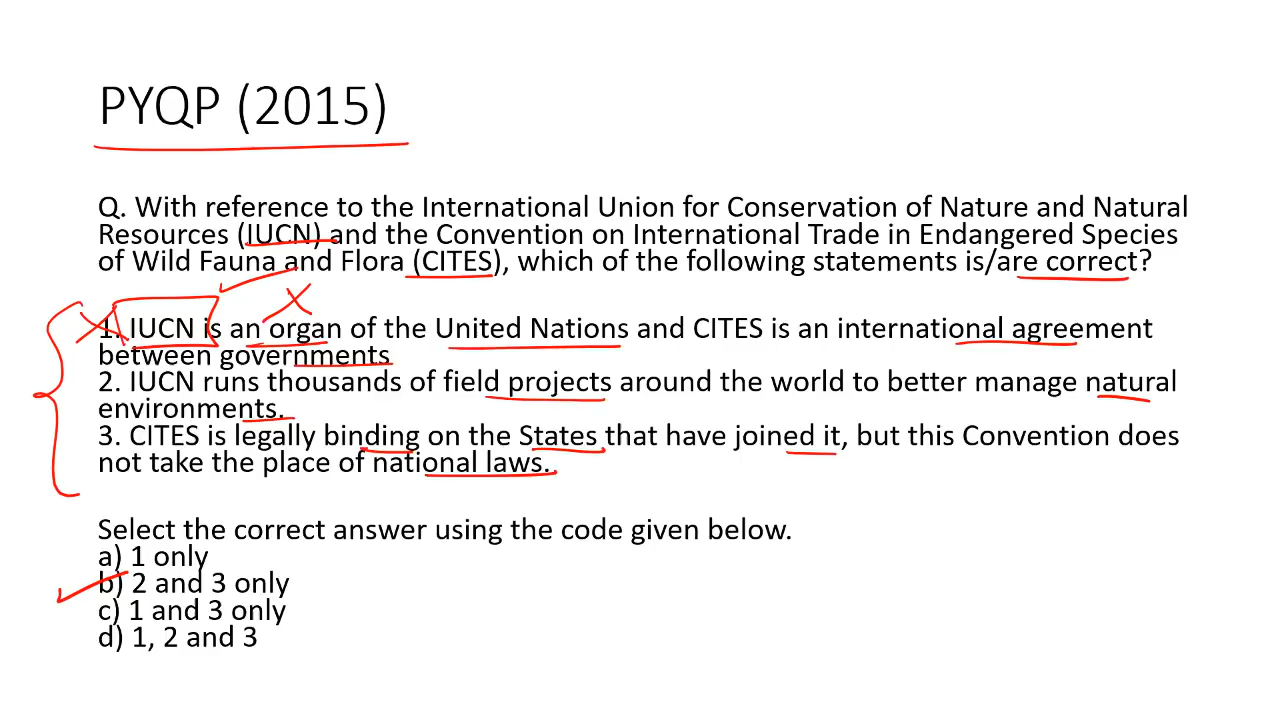 PYQP (2015)
Q. With reference to the International Union for Conservation of Nature and Natural
Resources (IUCN) and the Convention on International Trade in Endangered Species
of Wild Fauna and Flora (CITES), which of the following statements is/are correct?
1. IUCN is an organ of the United Nations and CITES is an international agreement
between governments
2. IUCN runs thousands of field projects around the world to better manage natural
environments.
3. CITES is legally binding on the States that have joined it, but this Convention does
not take the place of national laws.
Select the correct answer using the code given below.
a) 1 only
b) 2 and 3 only
c) 1 and 3 only
d) 1, 2 and 3